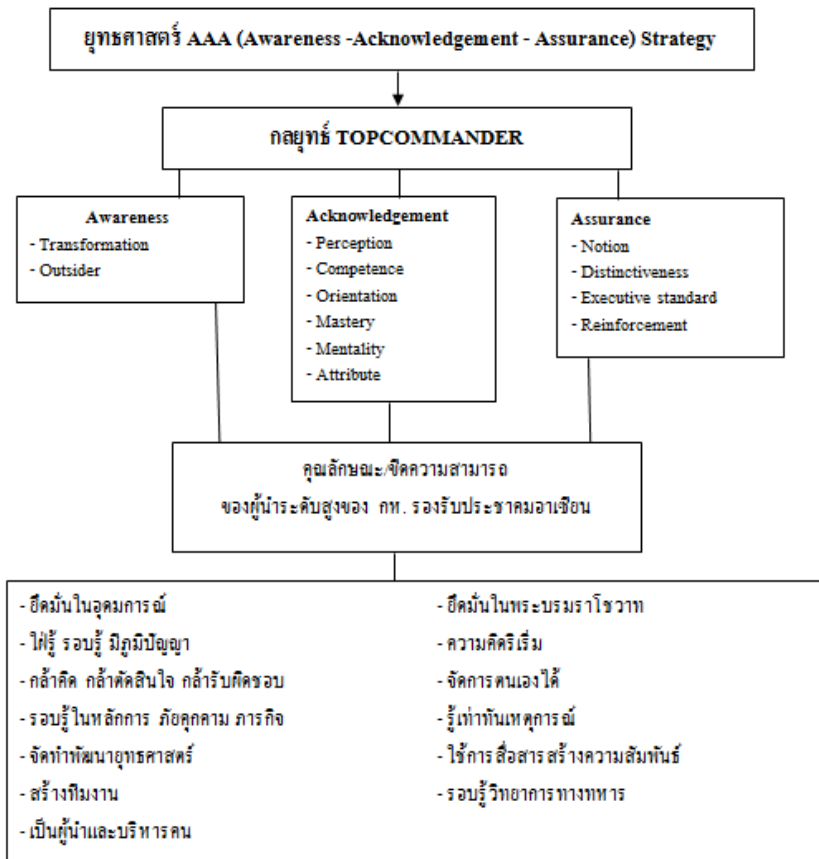 ยุทธศาสตร์ AAA (Awareness -Acknowledgement - Assurance) Strategy
กลยุทธ์ TOPCOMMANDER
Awareness
- Transformation
- Outsider
Acknowledgement
- Perception
- Competence
- Orientation
- Mastery
- Mentality
- Attribute
Assurance
- Notion
- Distinctiveness
- Executive standard
- Reinforcement
คุณลักษณะ/ขีดความสามารถ
ของผู้นำระดับสูงของ กห. รองรับประชาคมอาเซียน
- ยึดมั่นในอุดมการณ์
- ใฝ่รู้ รอบรู้ มีภูมิปัญญา
- กล้าคิด กล้าตัดสินใจ กล้ารับผิดชอบ
- รอบรู้ในหลักการ ภัยคุกคาม ภารกิจ
- จัดทำพัฒนายุทธศาสตร์
- สร้างทีมงาน
- เป็นผู้นำและบริหารคน
- ยึดมั่นในพระบรมราโชวาท
- ความคิดริเริ่ม
- จัดการตนเองได้
- รู้เท่าทันเหตุการณ์
- ใช้การสื่อสารสร้างความสัมพันธ์
- รอบรู้วิทยาการทางทหาร